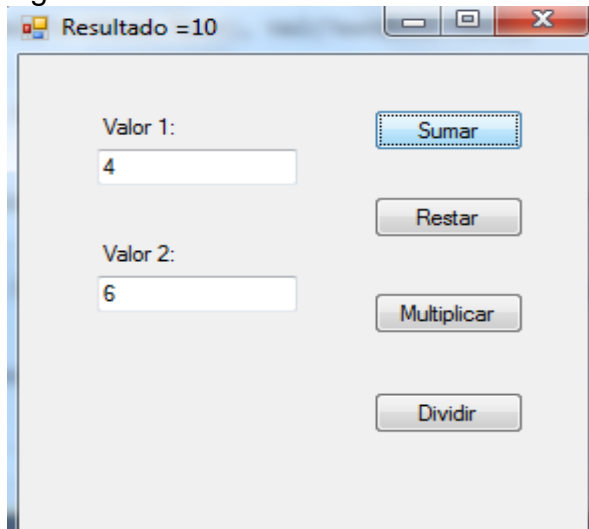 Resultado =10
Valor 1:
4
Valor 2:
6
Sumar
Restar
Multiplicar
Dividir